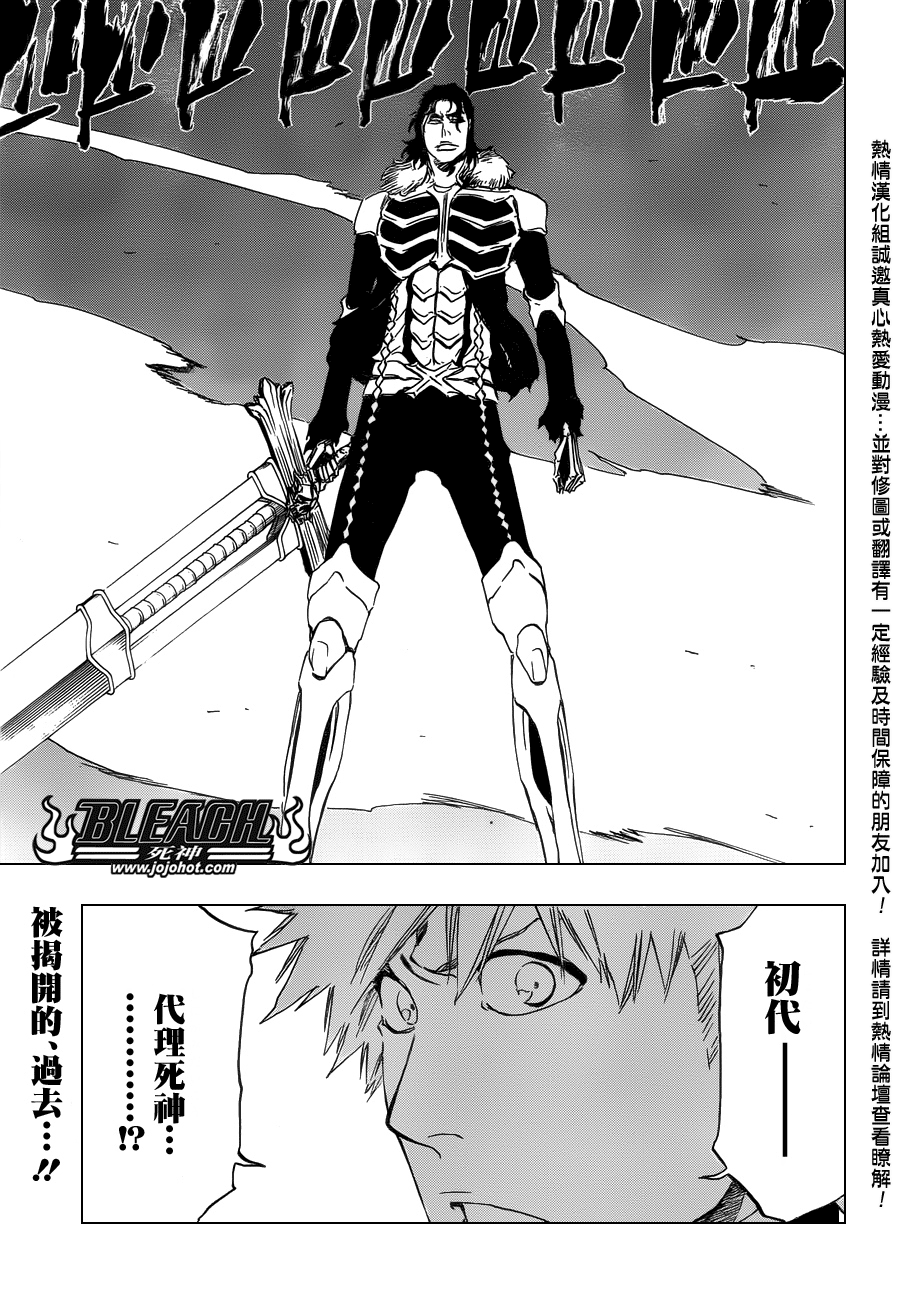 熱情漢化組誠邀真心熱愛動漫…並對修圖或翻譯有一定經驗及時間保障的朋友加入！ 詳情請到熱情論壇查看瞭解！
BLEACH
死神
www.jojohot.com
初代——
代理死神…
…………!?
被揭開的、過去…!!